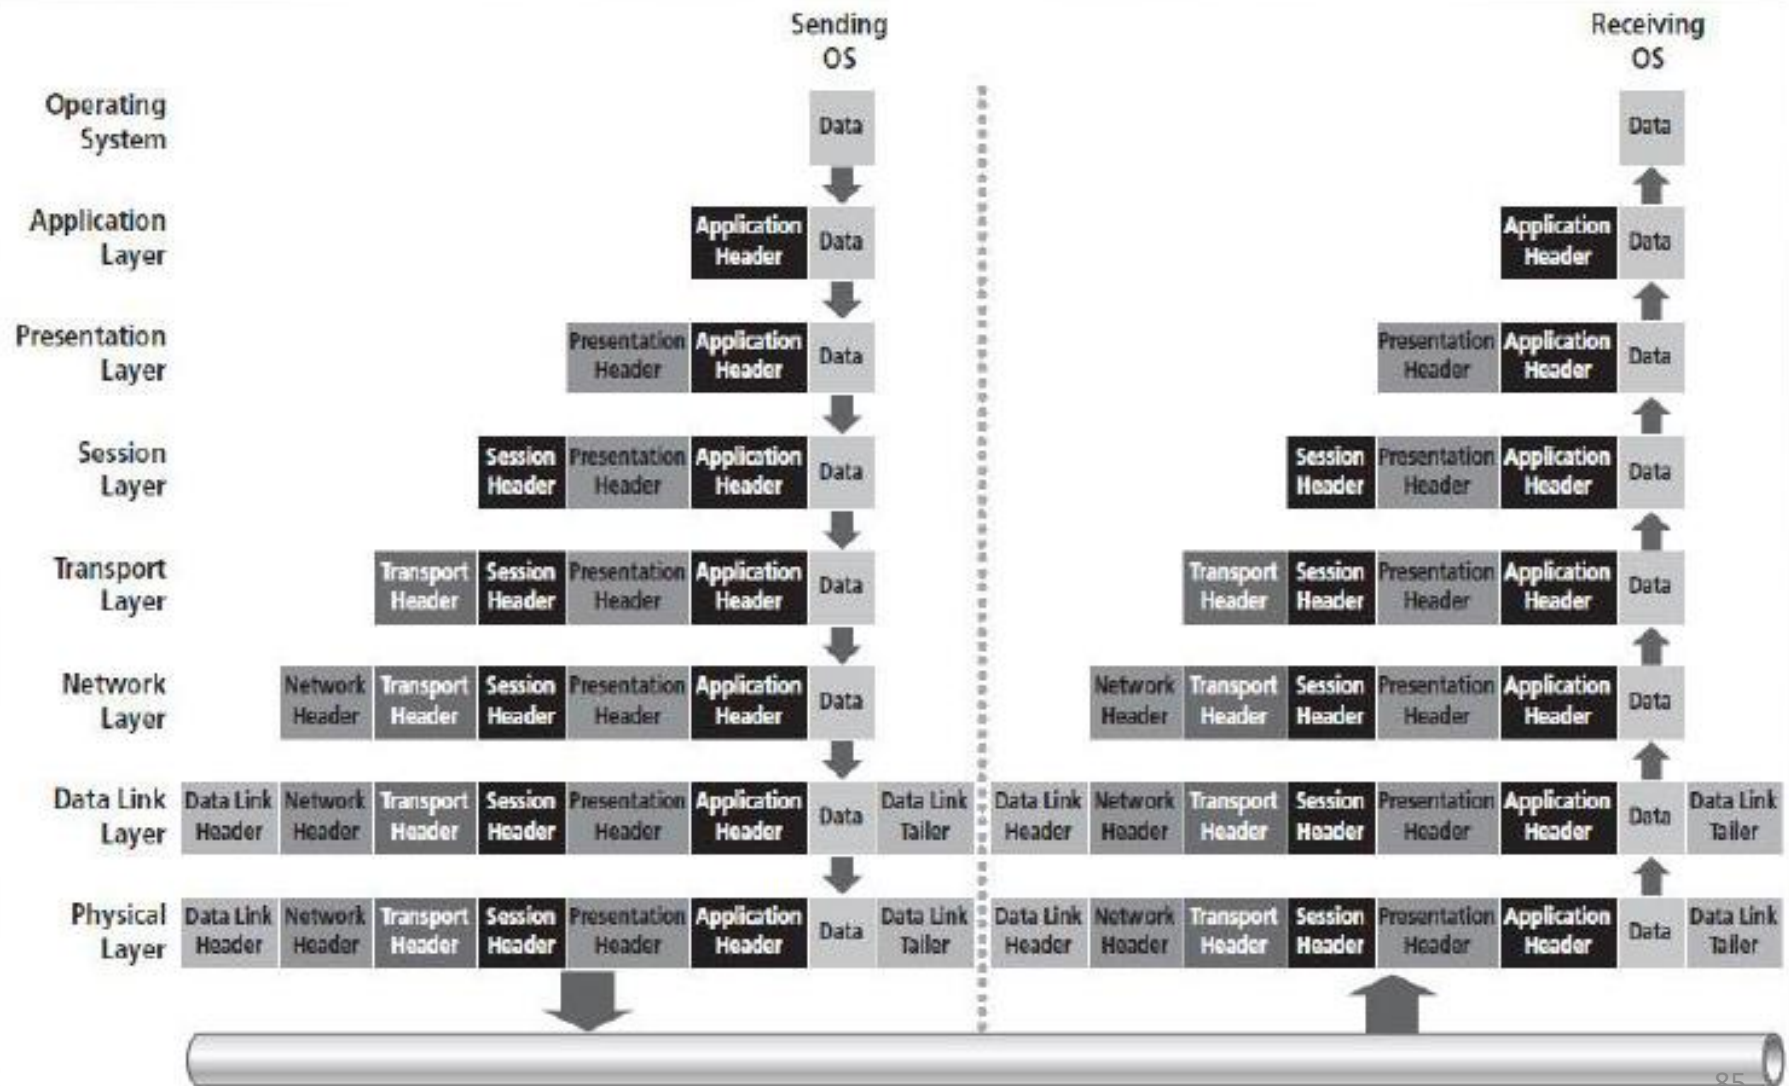 Sending
OS
Receiving
OS
Operating
System
Data
Data
Application
Layer
Application
Header
Data
Application
Header
Data
Presentation
Layer
Presentation
Header
Application
Header
Data
Presentation
Header
Application
Header
Data
Session
Layer
Session
Header
Presentation
Header
Application
Header
Data
Session
Header
Presentation
Header
Application
Header
Data
Transport
Layer
Transport
Header
Session
Header
Presentation
Header
Application
Header
Data
Transport
Header
Session
Header
Presentation
Header
Application
Header
Data
Network
Layer
Network
Header
Transport
Header
Session
Header
Presentation
Header
Application
Header
Data
Network
Header
Transport
Header
Session
Header
Presentation
Header
Application
Header
Data
Data Link
Layer
Data Link
Header
Network
Header
Transport
Header
Session
Header
Presentation
Header
Application
Header
Data
Data Link
Tailer
Data Link
Header
Network
Header
Transport
Header
Session
Header
Presentation
Header
Application
Header
Data
Data Link
Tailer
Physical
Layer
Data Link
Header
Network
Header
Transport
Header
Session
Header
Presentation
Header
Application
Header
Data
Data Link
Tailer
Data Link
Header
Network
Header
Transport
Header
Session
Header
Presentation
Header
Application
Header
Data
Data Link
Tailer
85